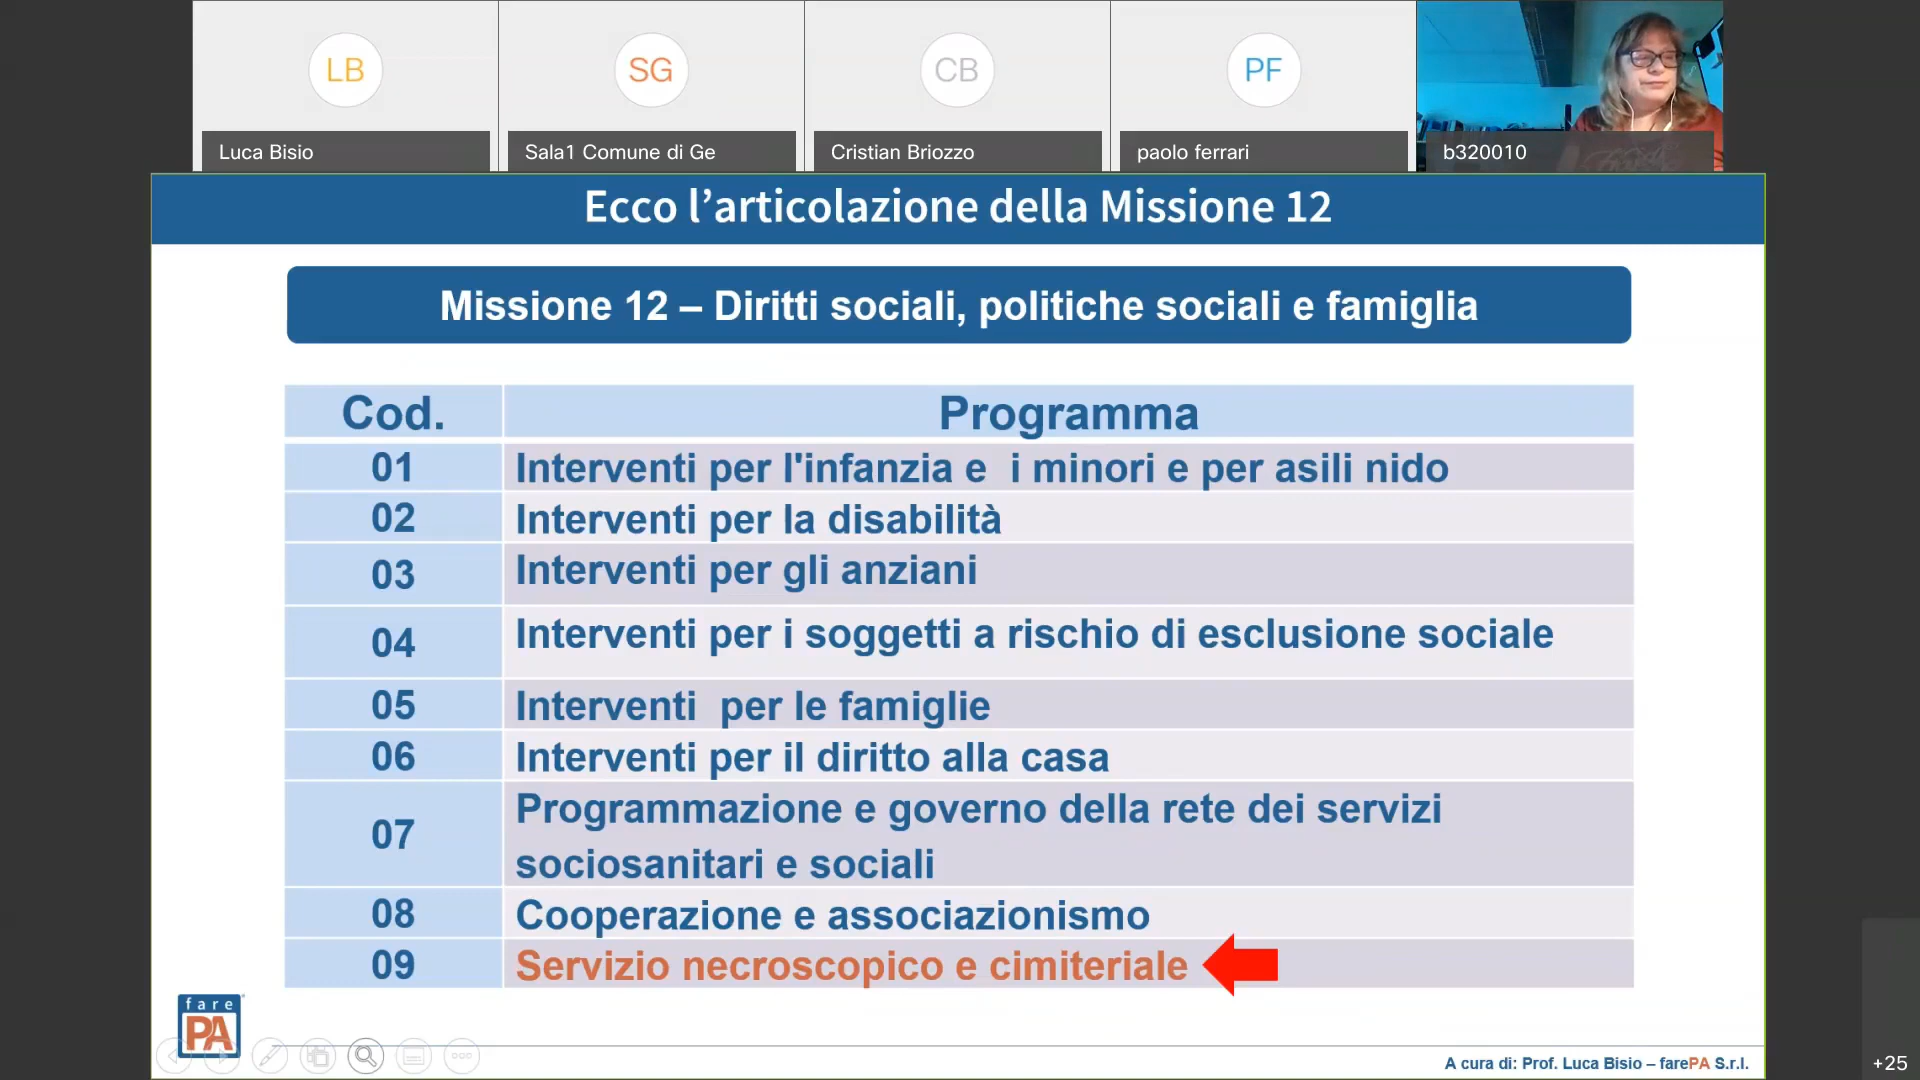 LB
SG
CB
PF
Luca Bisio
Sala1 Comune di Ge
Cristian Briozzo
paolo ferrari
b320010
Ecco l’articolazione della Missione 12
Missione 12 – Diritti sociali, politiche sociali e famiglia
Cod. Programma
01 Interventi per l'infanzia e i minori e per asili nido
02 Interventi per la disabilità
03 Interventi per gli anziani
04 Interventi per i soggetti a rischio di esclusione sociale
05 Interventi per le famiglie
06 Interventi per il diritto alla casa
07 Programmazione e governo della rete dei servizi
sociosanitari e sociali
08 Cooperazione e associazionismo
09 Servizio necroscopico e cimiteriale
fare
PA
A cura di: Prof. Luca Bisio – farePA S.r.l.
+25